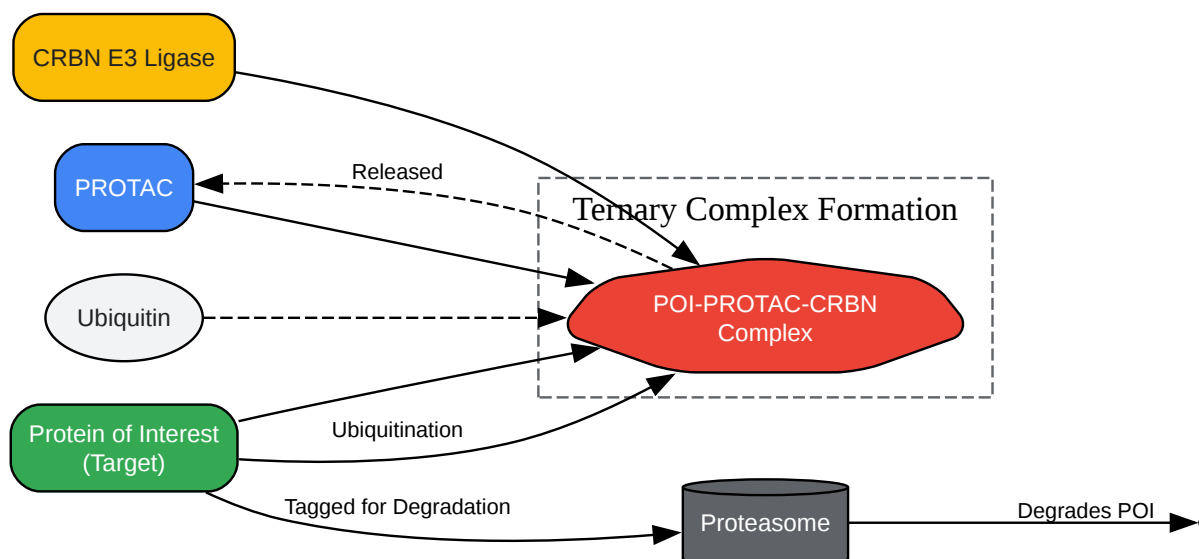 CRBN E3 Ligase
PROTAC
Released
Ternary Complex Formation
Ubiquitin
POI-PROTAC-CRBN
Complex
Protein of Interest
(Target)
Ubiquitination
Tagged for Degradation
Proteasome
Degrades POI